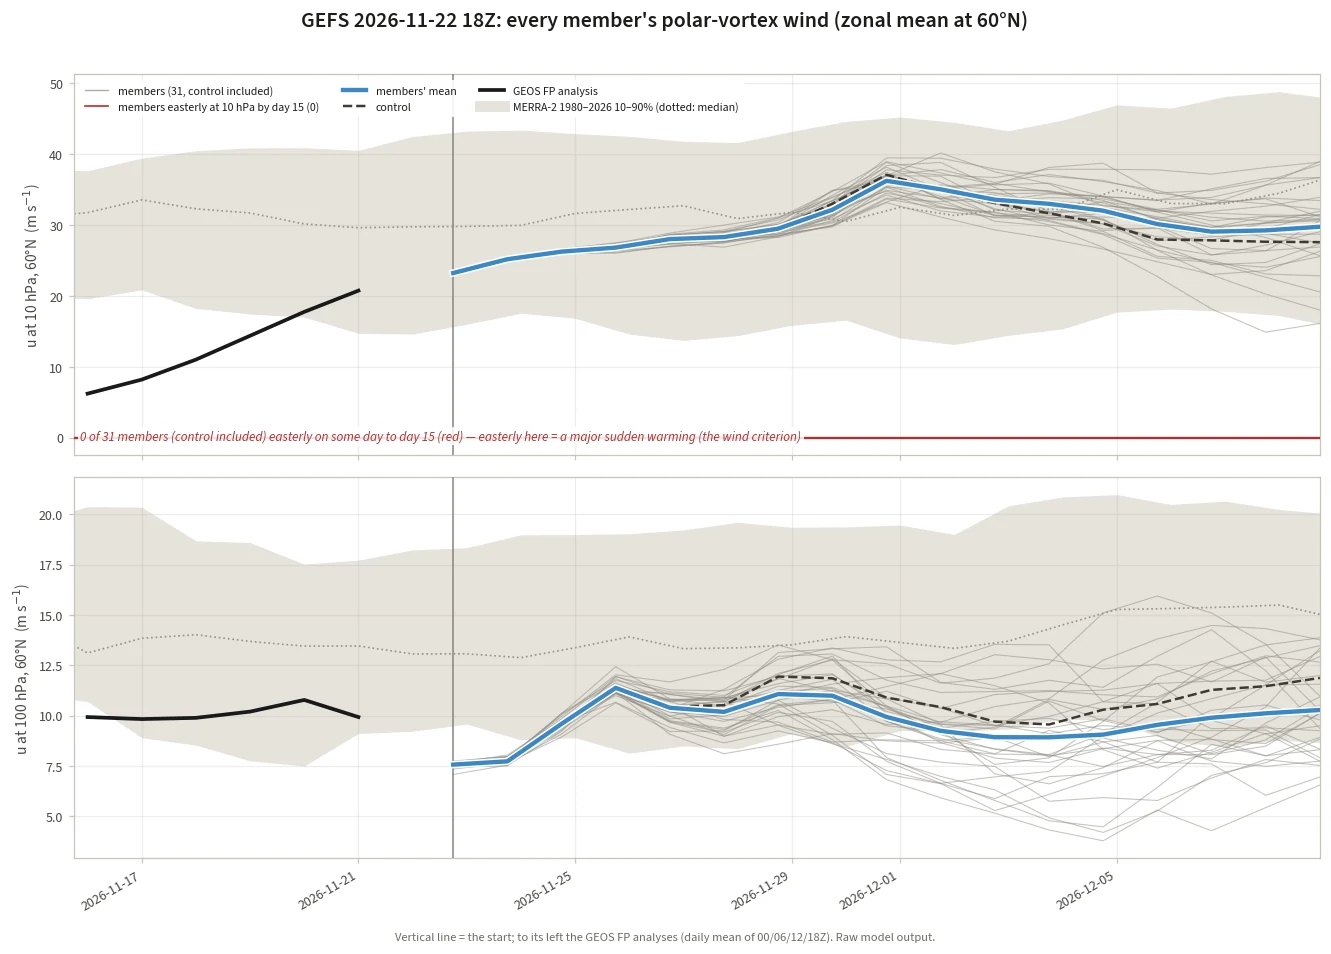 GEFS 2026-11-22 18Z: every member's polar-vortex wind (zonal mean at 60°N)
members (31, control included)
members easterly at 10 hPa by day 15 (0)
members' mean
control
GEOS FP analysis
MERRA-2 1980–2026 10–90% (dotted: median)
u at 10 hPa, 60°N (m s⁻¹)
50
40
30
20
10
0
0 of 31 members (control included) easterly on some day to day 15 (red) — easterly here = a major sudden warming (the wind criterion)
u at 100 hPa, 60°N (m s⁻¹)
20.0
17.5
15.0
12.5
10.0
7.5
5.0
2026-11-17
2026-11-21
2026-11-25
2026-11-29
2026-12-01
2026-12-05
Vertical line = the start; to its left the GEOS FP analyses (daily mean of 00/06/12/18Z). Raw model output.